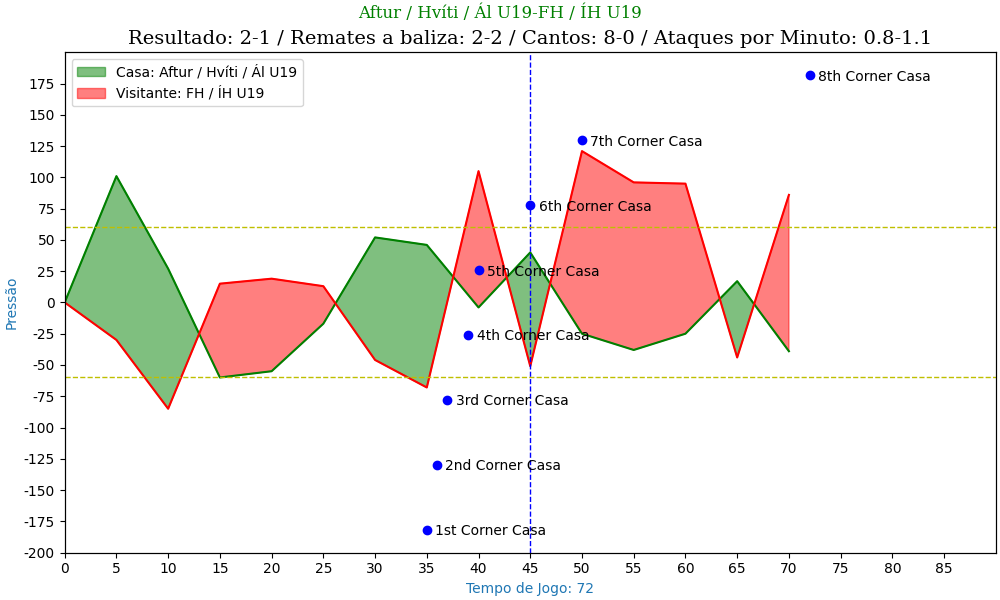 Aftur / Hvíti / Ál U19-FH / ÍH U19
Resultado: 2-1 / Remates a baliza: 2-2 / Cantos: 8-0 / Ataques por Minuto: 0.8-1.1
Casa: Aftur / Hvíti / Ál U19
Visitante: FH / ÍH U19
8th Corner Casa
7th Corner Casa
6th Corner Casa
5th Corner Casa
4th Corner Casa
3rd Corner Casa
2nd Corner Casa
1st Corner Casa
Pressão
175
150
125
100
75
50
25
0
-25
-50
-75
-100
-125
-150
-175
-200
0 5 10 15 20 25 30 35 40 45 50 55 60 65 70 75 80 85
Tempo de Jogo: 72